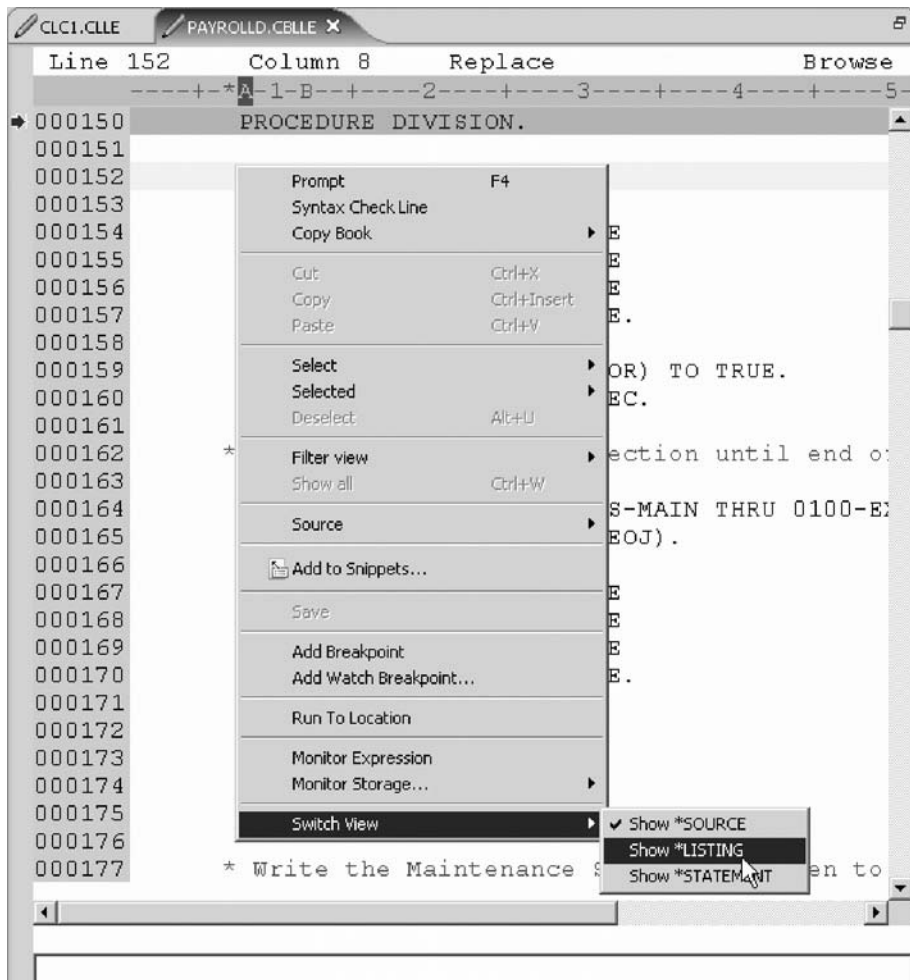 CLC1.CLLE PAYROLLD.CBLLE
Line 152 Column 8 Replace Browse
----+-*A-1-B--+----2----+----3----+----4----+----5-
000150 PROCEDURE DIVISION.
000151
000152 Prompt F4
000153 Syntax Check Line
000154 Copy Book E
000155 E
000156 Cut Ctrl+X E
000157 Copy Ctrl+Insert E.
Paste Ctrl+V
000158
000159 Select OR) TO TRUE.
000160 Selected EC.
000161 Deselect Alt+U
000162 * Filter view ection until end
000163 Show all Ctrl+W
000164 S-MAIN THRU 0100-
000165 Source EOJ).
000166 Add to Snippets...
000167 E
000168 Save E
000169 Add Breakpoint E
000170 Add Watch Breakpoint... E.
000171
000172 Run To Location
000173 Monitor Expression
000174 Monitor Storage...
000175 Switch View Show *SOURCE
000176 Show *LISTING
000177 * Write the Maintenance en to
Show *STATEMENT